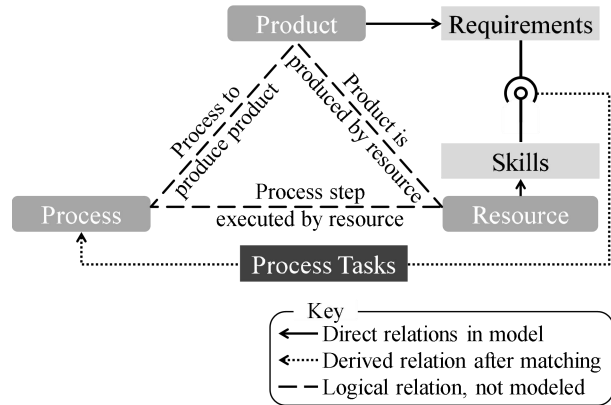 Product
Requirements
Process to
produce product
Product is
produced by resource
Skills
Process step
executed by resource
Process
Resource
Process Tasks
Key
Direct relations in model
Derived relation after matching
Logical relation, not modeled